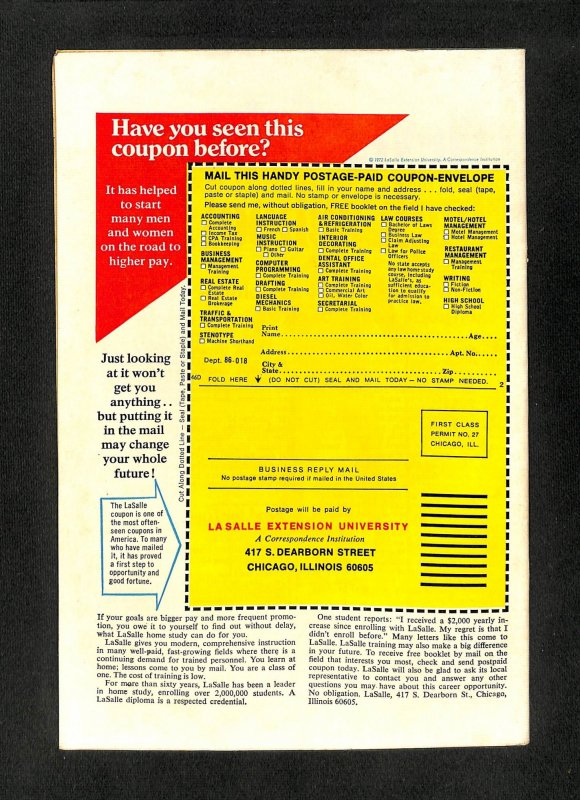 Have you seen this
coupon before?
© 1972 LaSalle Extension University, A Correspondence Institution
It has helped
to start
many men
and women
on the road to
higher pay.
Just looking
at it won't
get you
anything..
but putting it
in the mail
may change
your whole
future!
The LaSalle
coupon is one of
the most often-
seen coupons in
America. To many
who have mailed
it, it has proved
a first step to
opportunity and
good fortune.
Cut Along Dotted Line — Seal (Tape, Paste or Staple) and Mail Today.
MAIL THIS HANDY POSTAGE-PAID COUPON-ENVELOPE
Cut coupon along dotted lines, fill in your name and address . . . fold, seal (tape,
paste or staple) and mail. No stamp or envelope is necessary.
Please send me, without obligation, FREE booklet on the field I have checked:
ACCOUNTING
Complete
Accounting
Income Tax
CPA Training
Bookkeeping
BUSINESS
MANAGEMENT
Management
Training
REAL ESTATE
Complete Real
Estate
Real Estate
Brokerage
TRAFFIC &
TRANSPORTATION
Complete Training
STENOTYPE
Machine Shorthand
LANGUAGE
INSTRUCTION
French Spanish
MUSIC
INSTRUCTION
Piano Guitar
Other
COMPUTER
PROGRAMMING
Complete Training
DRAFTING
Complete Training
DIESEL
MECHANICS
Basic Training
AIR CONDITIONING
& REFRIGERATION
Basic Training
INTERIOR
DECORATING
Complete Training
DENTAL OFFICE
ASSISTANT
Complete Training
ART TRAINING
Complete Training
Commercial Art
Oil, Water Color
SECRETARIAL
Complete Training
LAW COURSES
Bachelor of Laws
Degree
Business Law
Claim Adjusting
Law
Law for Police
Officers
No state accepts
any law home study
course, including
LaSalle's, as
sufficient educa-
tion to qualify
for admission to
practice law.
MOTEL/HOTEL
MANAGEMENT
Motel Management
Hotel Management
RESTAURANT
MANAGEMENT
Management
Training
WRITING
Fiction
Non-Fiction
HIGH SCHOOL
High School
Diploma
Print
Name Age
Address Apt. No.
Dept. 86-018
City &
State Zip
466D FOLD HERE (DO NOT CUT) SEAL AND MAIL TODAY – NO STAMP NEEDED. 2
FIRST CLASS
PERMIT NO. 27
CHICAGO, ILL.
BUSINESS REPLY MAIL
No postage stamp required if mailed in the United States
Postage will be paid by
LA SALLE EXTENSION UNIVERSITY
A Correspondence Institution
417 S. DEARBORN STREET
CHICAGO, ILLINOIS 60605
If your goals are bigger pay and more frequent promo-
tion, you owe it to yourself to find out without delay,
what LaSalle home study can do for you.
LaSalle gives you modern, comprehensive instruction
in many well-paid, fast-growing fields where there is a
continuing demand for trained personnel. You learn at
home; lessons come to you by mail. You are a class of
one. The cost of training is low.
For more than sixty years, LaSalle has been a leader
in home study, enrolling over 2,000,000 students. A
LaSalle diploma is a respected credential.
One student reports: "I received a $2,000 yearly in-
crease since enrolling with LaSalle. My regret is that I
didn't enroll before." Many letters like this come to
LaSalle. LaSalle training may also make a big difference
in your future. To receive free booklet by mail on the
field that interests you most, check and send postpaid
coupon today. LaSalle will also be glad to ask its local
representative to contact you and answer any other
questions you may have about this career opportunity.
No obligation. LaSalle, 417 S. Dearborn St., Chicago,
Illinois 60605.